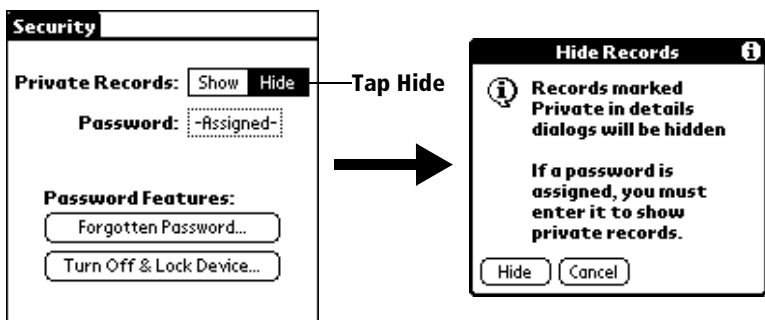 Security
Private Records: Show Hide
Tap Hide
Password: -Assigned-
Password Features:
Forgotten Password...
Turn Off & Lock Device...
Hide Records
Records marked
Private in details
dialogs will be hidden
If a password is
assigned, you must
enter it to show
private records.
Hide Cancel